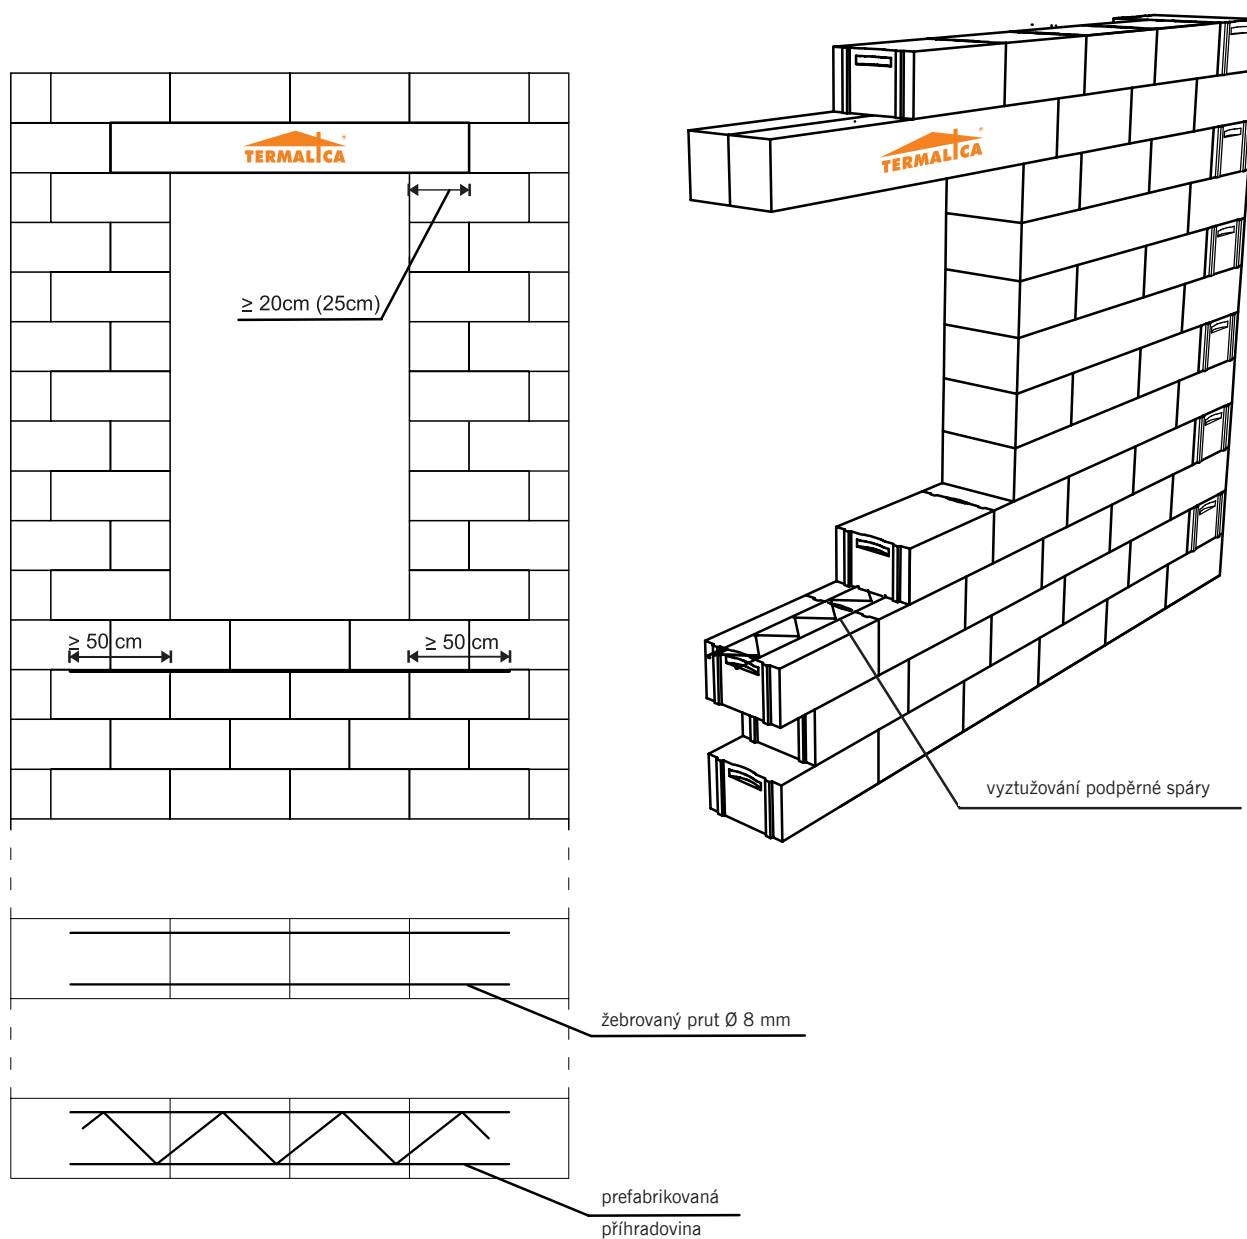 TERMALICA®
TERMALICA®
≥ 20cm (25cm)
≥ 50 cm
≥ 50 cm
vyztužování podpěrné spáry
žebrovaný prut Ø 8 mm
prefabrikovaná
příhradovina